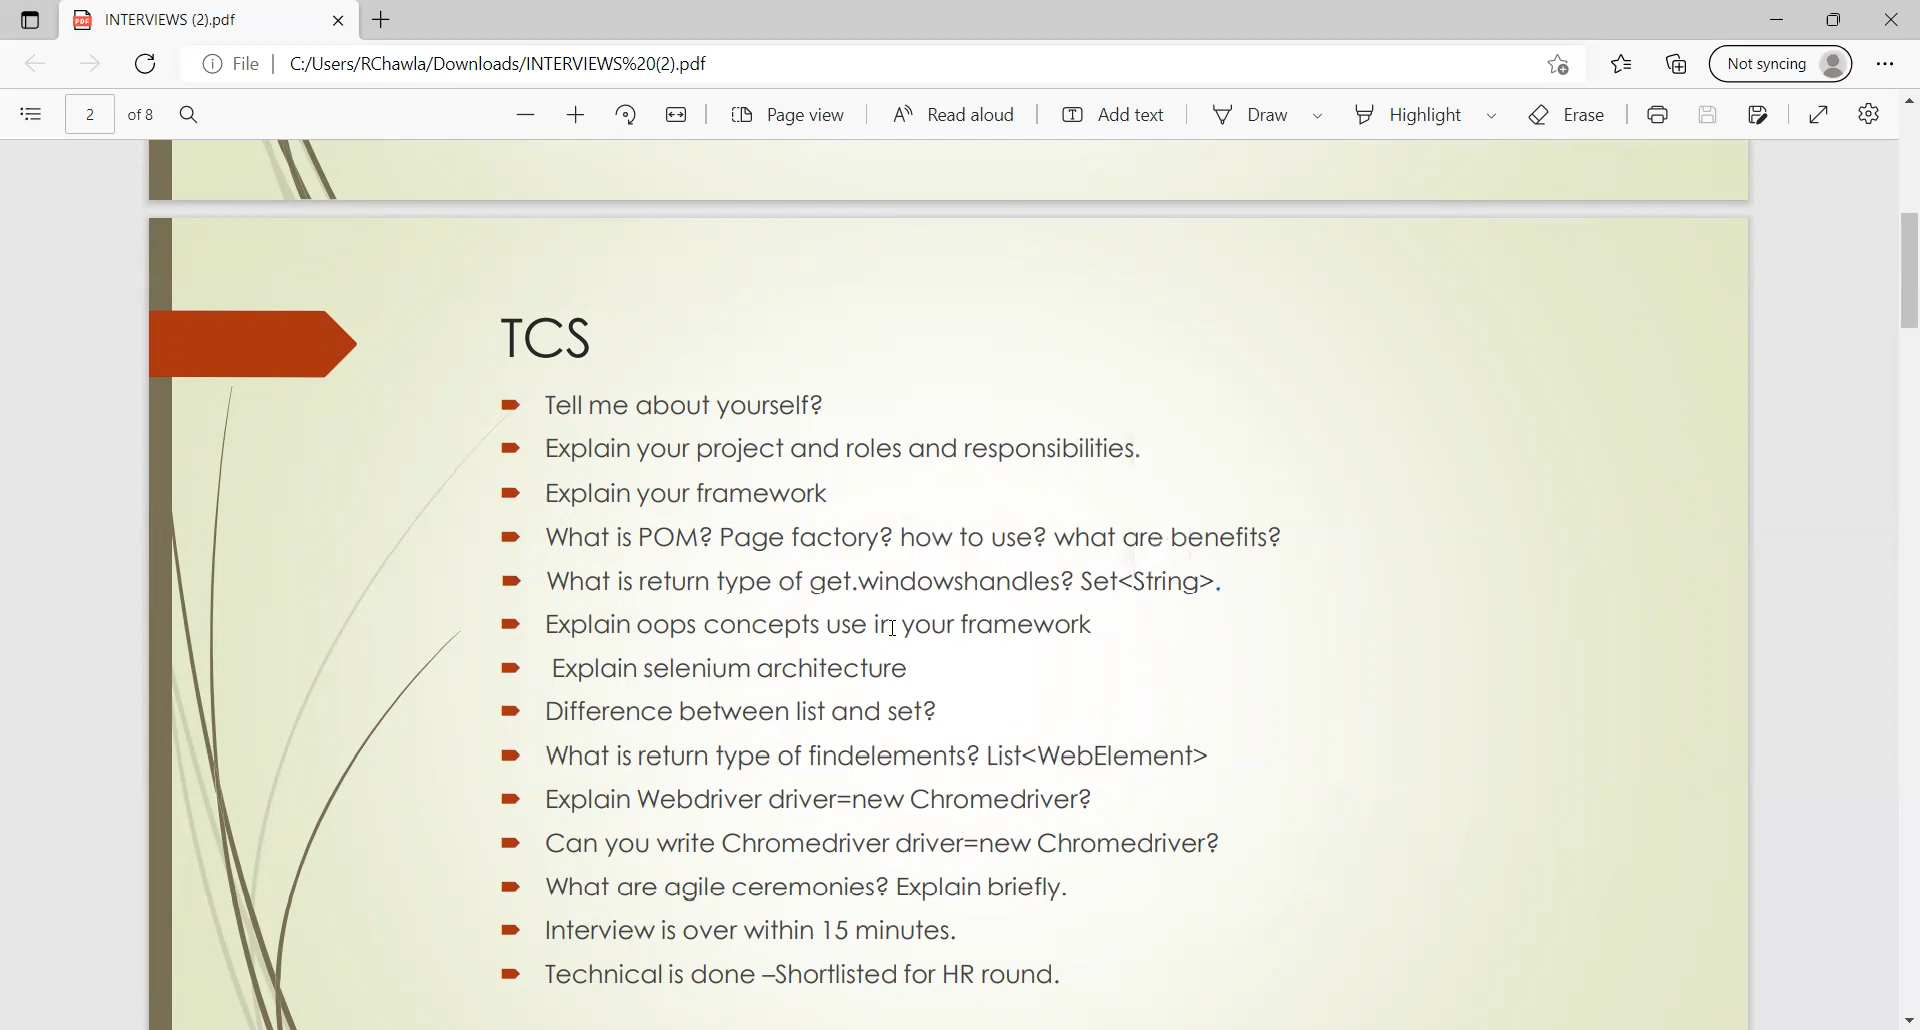 INTERVIEWS (2).pdf
File
C:/Users/RChawla/Downloads/INTERVIEWS%20(2).pdf
Not syncing
2 of 8
Page view
Read aloud
Add text
Draw
Highlight
Erase
TCS
Tell me about yourself?
Explain your project and roles and responsibilities.
Explain your framework
What is POM? Page factory? how to use? what are benefits?
What is return type of get.windowshandles? Set<String>.
Explain oops concepts use in your framework
Explain selenium architecture
Difference between list and set?
What is return type of findelements? List<WebElement>
Explain Webdriver driver=new Chromedriver?
Can you write Chromedriver driver=new Chromedriver?
What are agile ceremonies? Explain briefly.
Interview is over within 15 minutes.
Technical is done –Shortlisted for HR round.